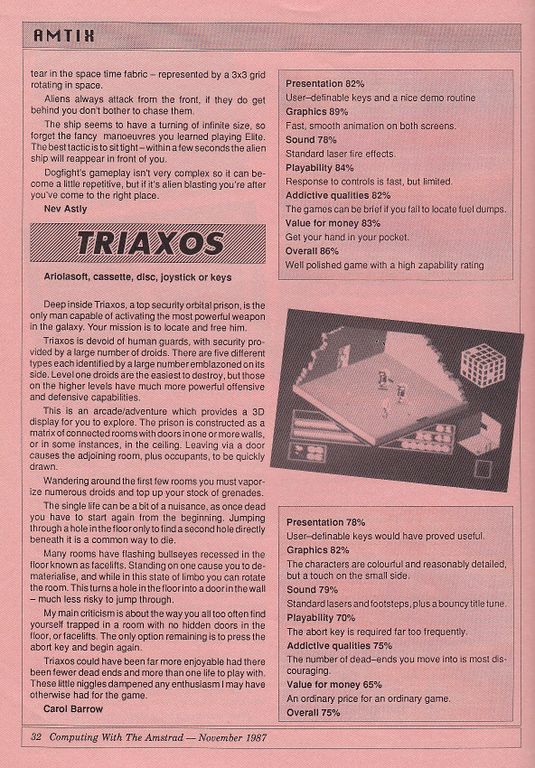 AMTIX
tear in the space time fabric – represented by a 3x3 grid
rotating in space.
Aliens always attack from the front, if they do get
behind you don't bother to chase them.
The ship seems to have a turning of infinite size, so
forget the fancy manoeuvres you learned playing Elite.
The best tactic is to sit tight – within a few seconds the alien
ship will reappear in front of you.
Dogfight's gameplay isn't very complex so it can be-
come a little repetitive, but if it's alien blasting you're after
you've come to the right place.
Nev Astly
TRIAXOS
Ariolasoft, cassette, disc, joystick or keys
Deep inside Triaxos, a top security orbital prison, is the
only man capable of activating the most powerful weapon
in the galaxy. Your mission is to locate and free him.
Triaxos is devoid of human guards, with security pro-
vided by a large number of droids. There are five different
types each identified by a large number emblazoned on its
side. Level one droids are the easiest to destroy, but those
on the higher levels have much more powerful offensive
and defensive capabilities.
This is an arcade/adventure which provides a 3D
display for you to explore. The prison is constructed as a
matrix of connected rooms with doors in one or more walls,
or in some instances, in the ceiling. Leaving via a door
causes the adjoining room, plus occupants, to be quickly
drawn.
Wandering around the first few rooms you must vapor-
ize numerous droids and top up your stock of grenades.
The single life can be a bit of a nuisance, as once dead
you have to start again from the beginning. Jumping
through a hole in the floor only to find a second hole directly
beneath it is a common way to die.
Many rooms have flashing bullseyes recessed in the
floor known as facelifts. Standing on one cause you to de-
materialise, and while in this state of limbo you can rotate
the room. This turns a hole in the floor into a door in the wall
– much less risky to jump through.
My main criticism is about the way you all too often find
yourself trapped in a room with no hidden doors in the
floor, or facelifts. The only option remaining is to press the
abort key and begin again.
Triaxos could have been far more enjoyable had there
been fewer dead ends and more than one life to play with.
These little niggles dampened any enthusiasm I may have
otherwise had for the game.
Carol Barrow
Presentation 82%
User–definable keys and a nice demo routine
Graphics 89%
Fast, smooth animation on both screens.
Sound 78%
Standard laser fire effects.
Playability 84%
Response to controls is fast, but limited.
Addictive qualities 82%
The games can be brief if you fail to locate fuel dumps.
Value for money 83%
Get your hand in your pocket.
Overall 86%
Well polished game with a high zapability rating
Presentation 78%
User–definable keys would have proved useful.
Graphics 82%
The characters are colourful and reasonably detailed,
but a touch on the small side.
Sound 79%
Standard lasers and footsteps, plus a bouncy title tune.
Playability 70%
The abort key is required far too frequently.
Addictive qualities 75%
The number of dead–ends you move into is most dis-
couraging.
Value for money 65%
An ordinary price for an ordinary game.
Overall 75%
32 Computing With The Amstrad — November 1987